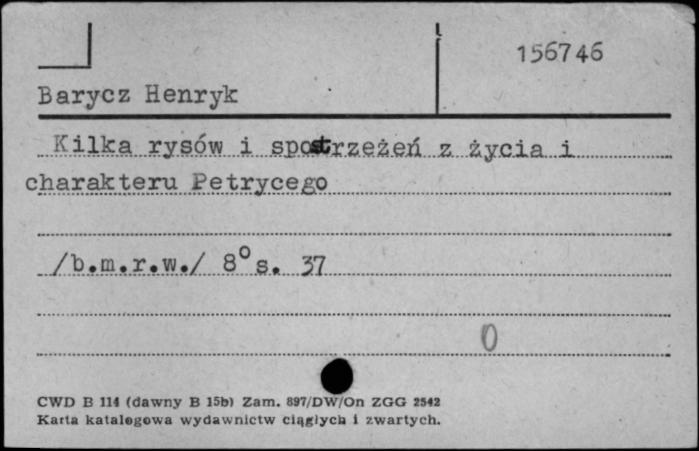 156746
Barycz Henryk
Kilka rysów i spostrzeżeń z życia i
charakteru Petrycego
/b.m.r.w./ 8° s. 37
0
CWD B 114 (dawny B 15b) Zam. 897/DW/On ZGG 2542
Karta katalogowa wydawnictw ciągłych i zwartych.